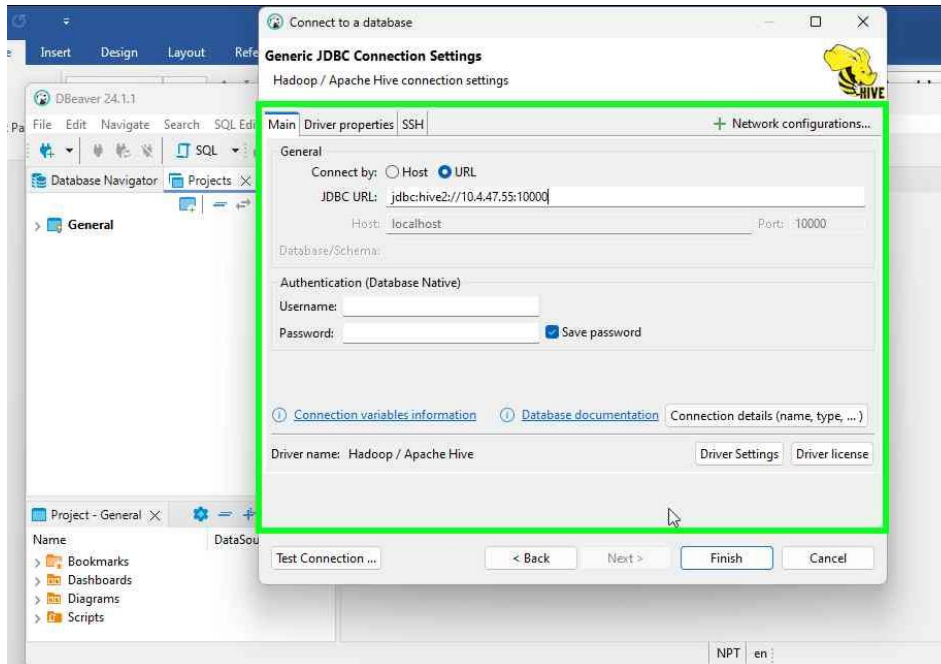 Insert Design Layout Refe
DBeaver 24.1.1
File Edit Navigate Search SQL Edi
SQL
Database Navigator Projects
General
Project - General
Name DataSou
Bookmarks
Dashboards
Diagrams
Scripts
Connect to a database
Generic JDBC Connection Settings
Hadoop / Apache Hive connection settings
HIVE
Main Driver properties SSH
+ Network configurations...
General
Connect by: Host URL
JDBC URL: jdbc:hive2://10.4.47.55:10000
Host: localhost Port: 10000
Database/Schema:
Authentication (Database Native)
Username:
Password: Save password
Connection variables information Database documentation Connection details (name, type, ... )
Driver name: Hadoop / Apache Hive Driver Settings Driver license
Test Connection ... < Back Next > Finish Cancel
NPT en